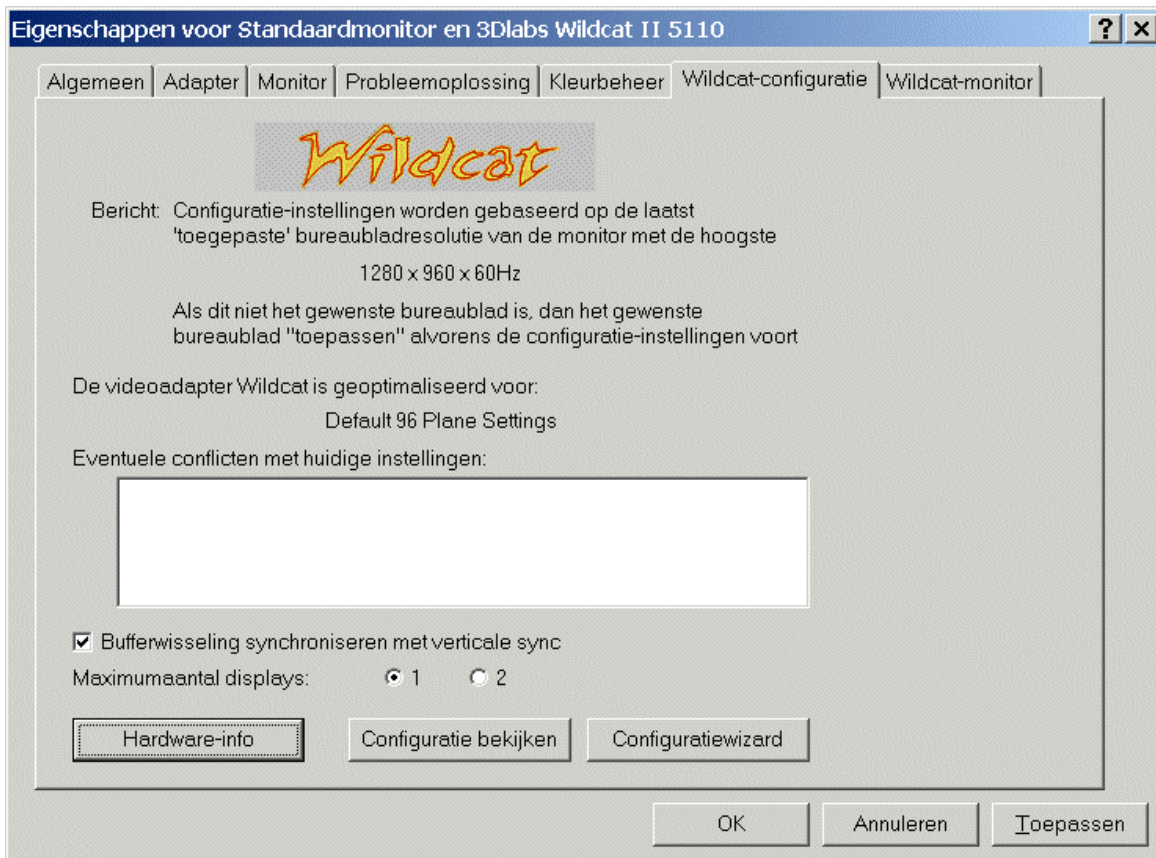 Eigenschappen voor Standaardmonitor en 3Dlabs Wildcat II 5110
Algemeen Adapter Monitor Probleemoplossing Kleurbeheer Wildcat-configuratie Wildcat-monitor
Wildcat
Bericht: Configuratie-instellingen worden gebaseerd op de laatst
'toegepaste' bureaubladresolutie van de monitor met de hoogste
1280 x 960 x 60Hz
Als dit niet het gewenste bureaublad is, dan het gewenste
bureaublad "toepassen" alvorens de configuratie-instellingen voort
De videoadapter Wildcat is geoptimaliseerd voor:
Default 96 Plane Settings
Eventuele conflicten met huidige instellingen:
Bufferwisseling synchroniseren met verticale sync
Maximumaantal displays: 1 2
Hardware-info Configuratie bekijken Configuratiewizard
OK Annuleren Toepassen